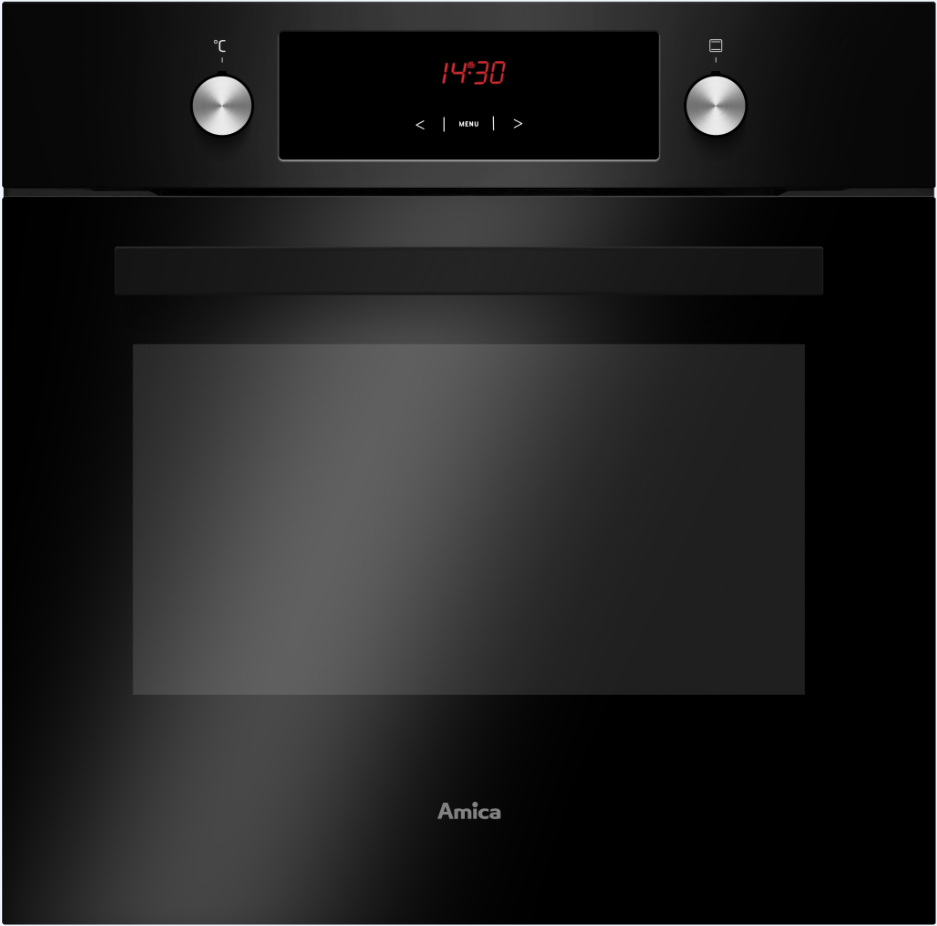 °C
14:30
< | MENU | >
Amica